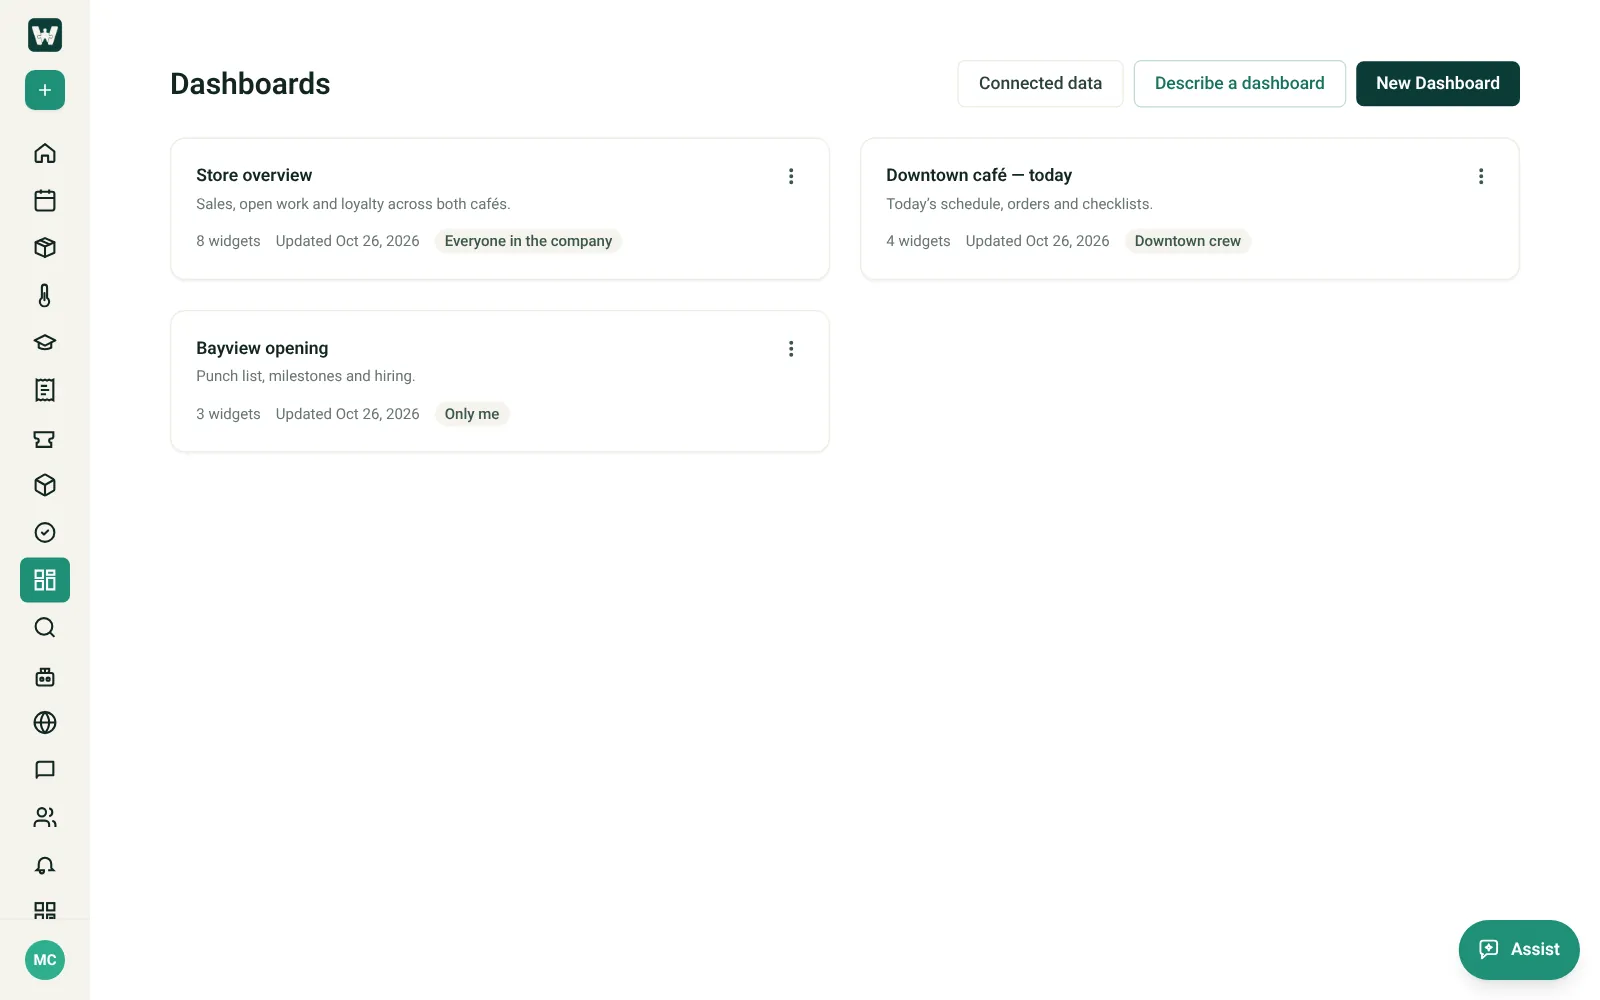 W
Dashboards
Connected data
Describe a dashboard
New Dashboard
Store overview
Sales, open work and loyalty across both cafés.
8 widgets Updated Oct 26, 2026 Everyone in the company
Downtown café — today
Today’s schedule, orders and checklists.
4 widgets Updated Oct 26, 2026 Downtown crew
Bayview opening
Punch list, milestones and hiring.
3 widgets Updated Oct 26, 2026 Only me
MC
Assist